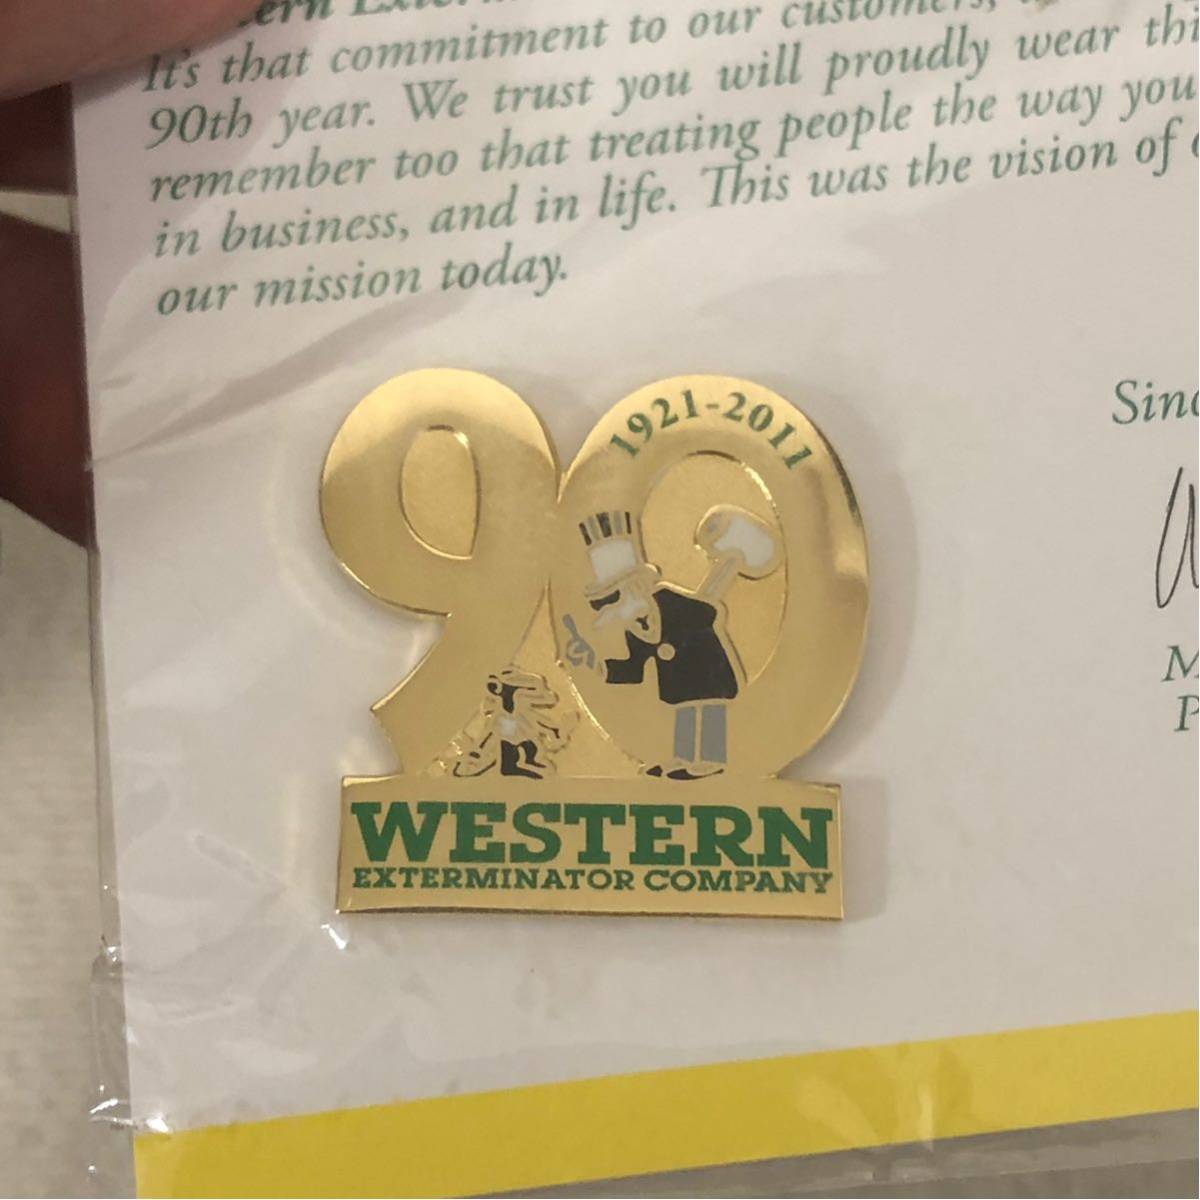 It's that commitment to our customers,
90th year. We trust you will proudly wear
remember too that treating people the way you
in business, and in life. This was the vision of
our mission today.
1921-2011
90
WESTERN
EXTERMINATOR COMPANY